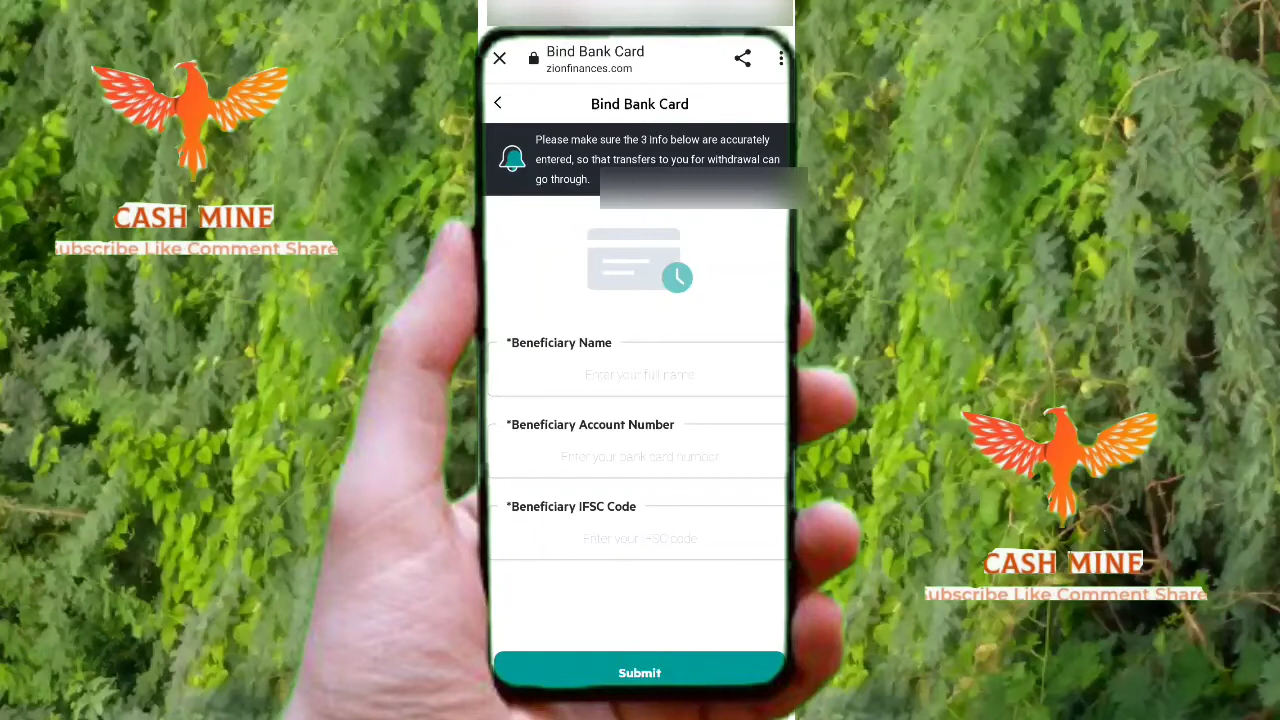 Bind Bank Card
zionfinances.com
Bind Bank Card
Please make sure the 3 info below are accurately
entered, so that transfers to you for withdrawal can
go through.
*Beneficiary Name
Enter your full name
*Beneficiary Account Number
Enter your bank card number
*Beneficiary IFSC Code
Enter your IFSC code
Submit
CASH MINE
ubscribe Like Comment Share
CASH MINE
ubscribe Like Comment Share